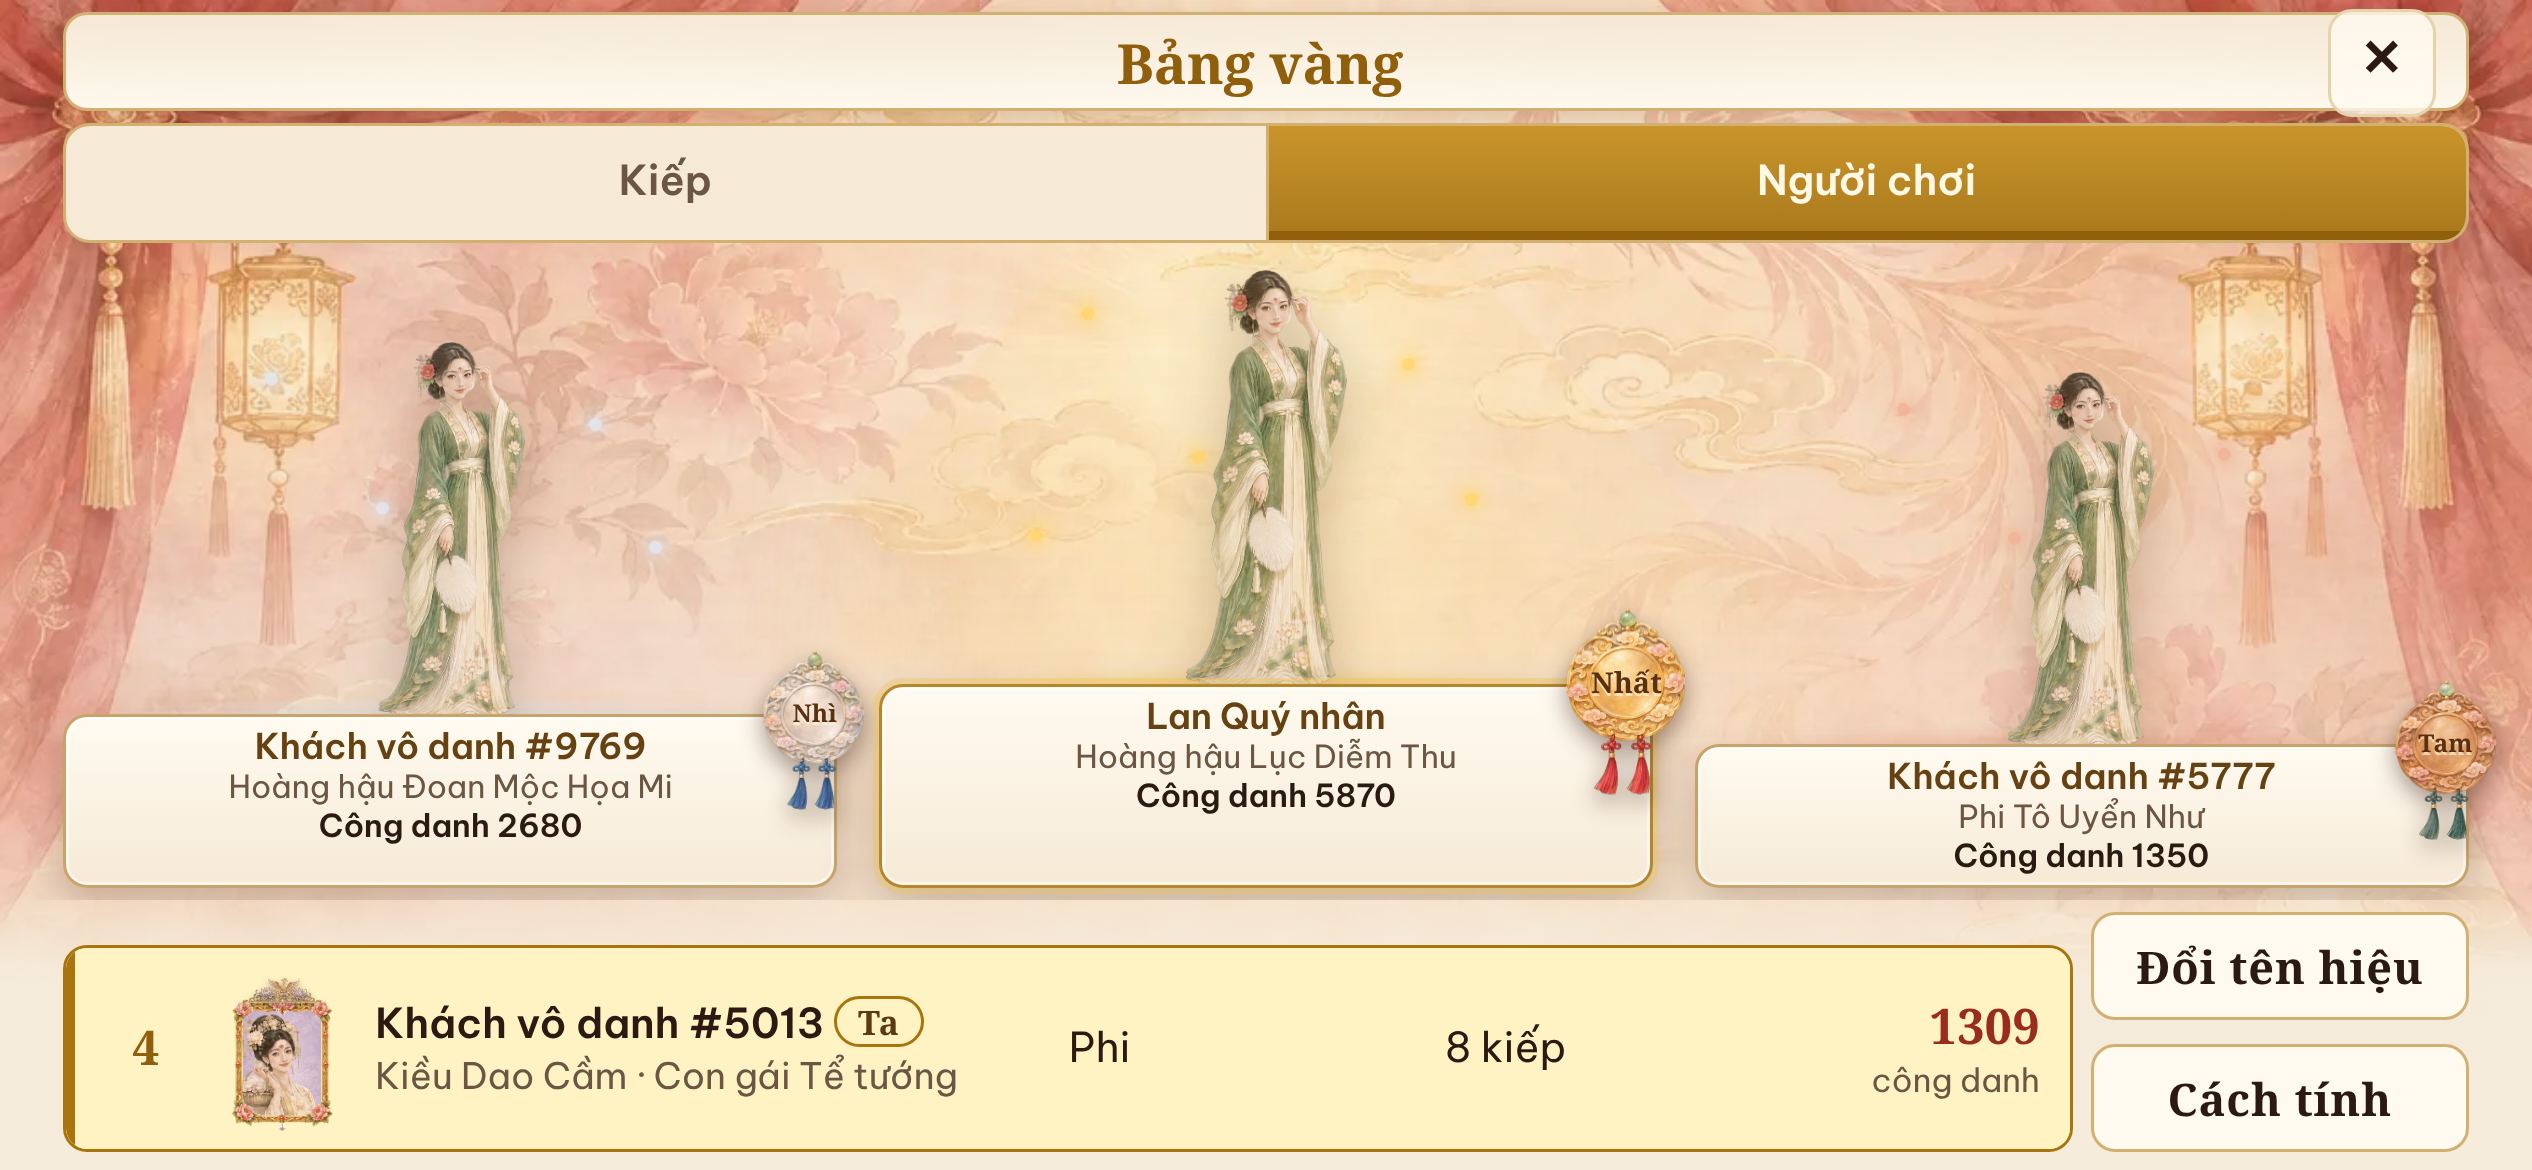 Bảng vàng
✕
Kiếp
Người chơi
Nhì
Khách vô danh #9769
Hoàng hậu Đoan Mộc Họa Mi
Công danh 2680
Nhất
Lan Quý nhân
Hoàng hậu Lục Diễm Thu
Công danh 5870
Tam
Khách vô danh #5777
Phi Tô Uyển Như
Công danh 1350
4
Khách vô danh #5013 Ta
Kiều Dao Cầm · Con gái Tể tướng
Phi
8 kiếp
1309
công danh
Đổi tên hiệu
Cách tính